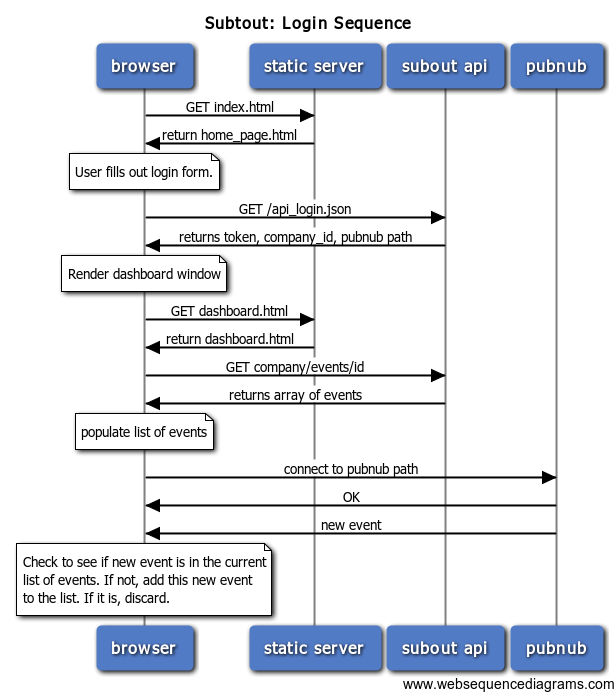 Subtout: Login Sequence
browser
static server
subout api
pubnub
GET index.html
return home_page.html
User fills out login form.
GET /api_login.json
returns token, company_id, pubnub path
Render dashboard window
GET dashboard.html
return dashboard.html
GET company/events/id
returns array of events
populate list of events
connect to pubnub path
OK
new event
Check to see if new event is in the current
list of events. If not, add this new event
to the list. If it is, discard.
browser
static server
subout api
pubnub
www.websequencediagrams.com